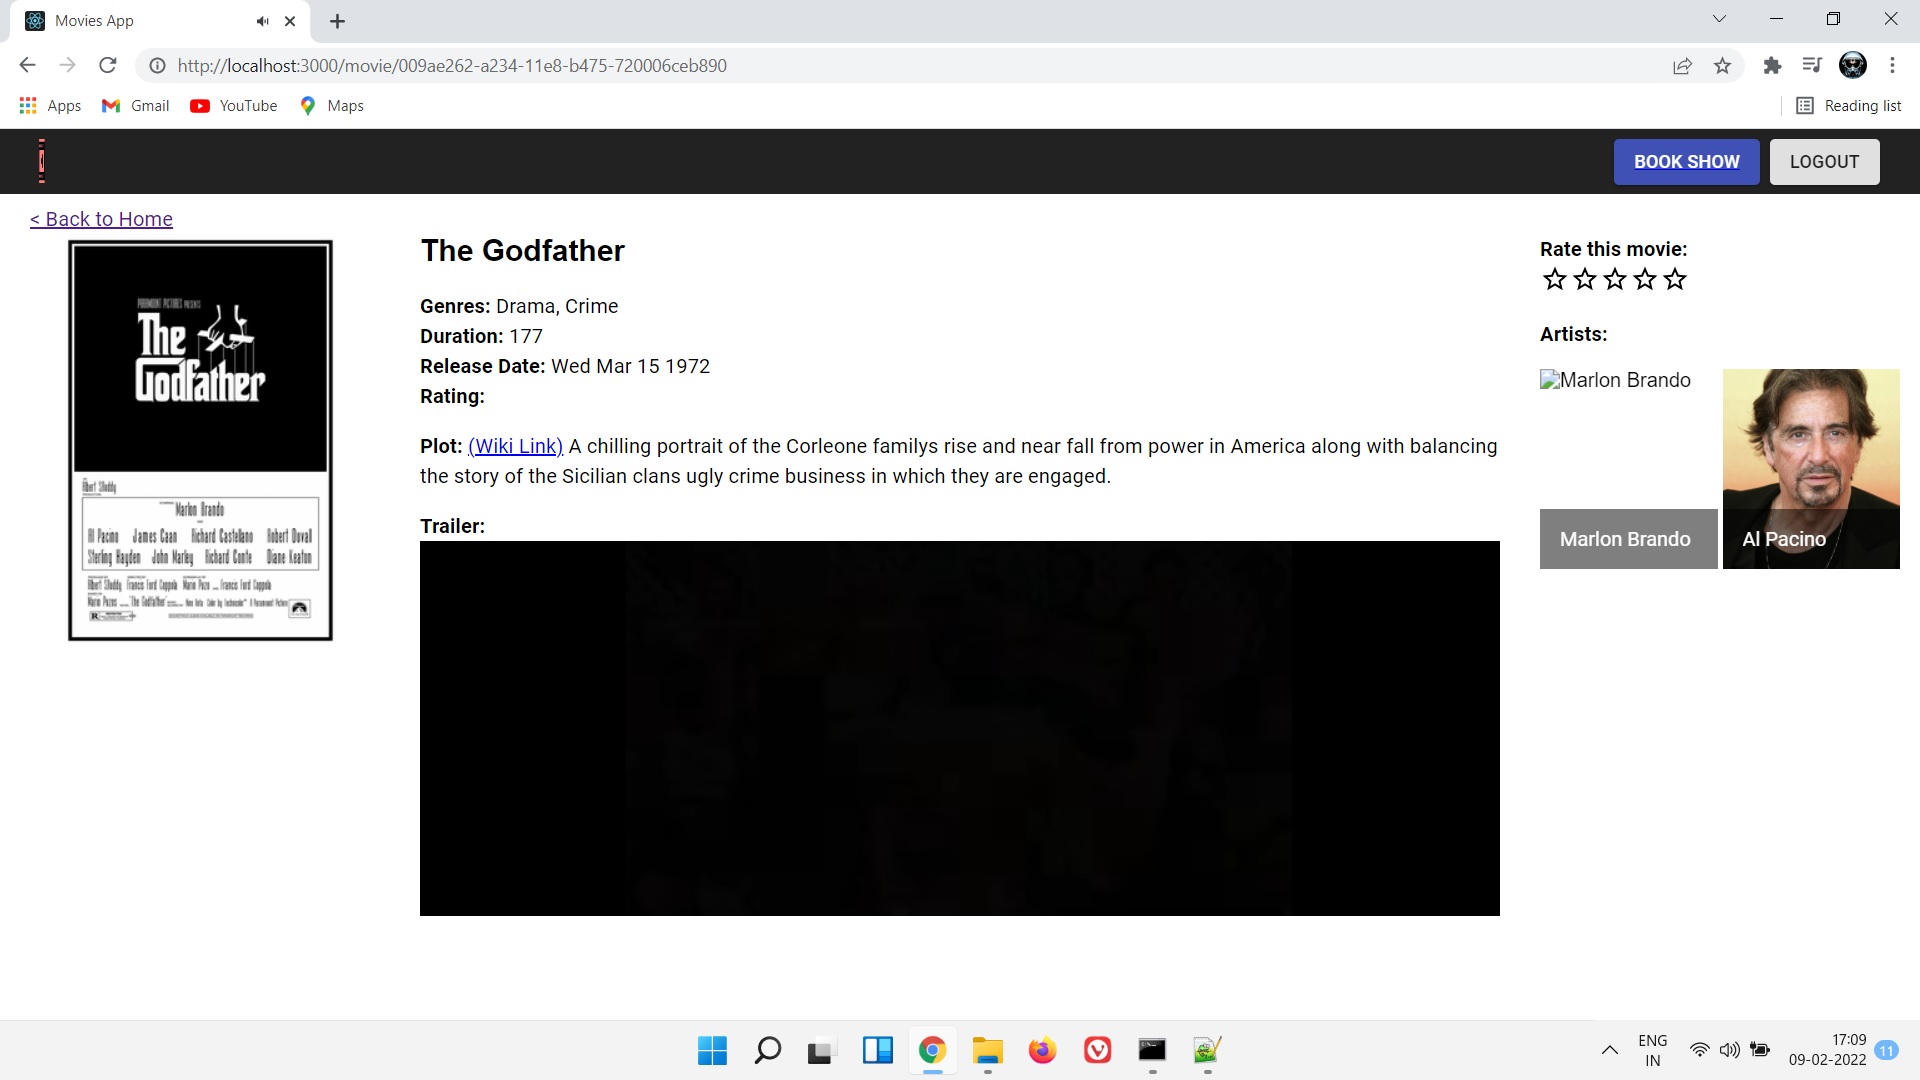 Movies App
http://localhost:3000/movie/009ae262-a234-11e8-b475-720006ceb890
Apps Gmail YouTube Maps Reading list
BOOK SHOW LOGOUT
< Back to Home
PARAMOUNT PICTURES PRESENTS
The
Godfather
Marlon Brando
Al Pacino James Caan Richard Castellano Robert Duvall
Sterling Hayden John Marley Richard Conte Diane Keaton
The Godfather
Genres: Drama, Crime
Duration: 177
Release Date: Wed Mar 15 1972
Rating:
Plot: (Wiki Link) A chilling portrait of the Corleone familys rise and near fall from power in America along with balancing
the story of the Sicilian clans ugly crime business in which they are engaged.
Trailer:
Rate this movie:
Artists:
Marlon Brando
Marlon Brando
Al Pacino
ENG
IN
17:09
09-02-2022
11